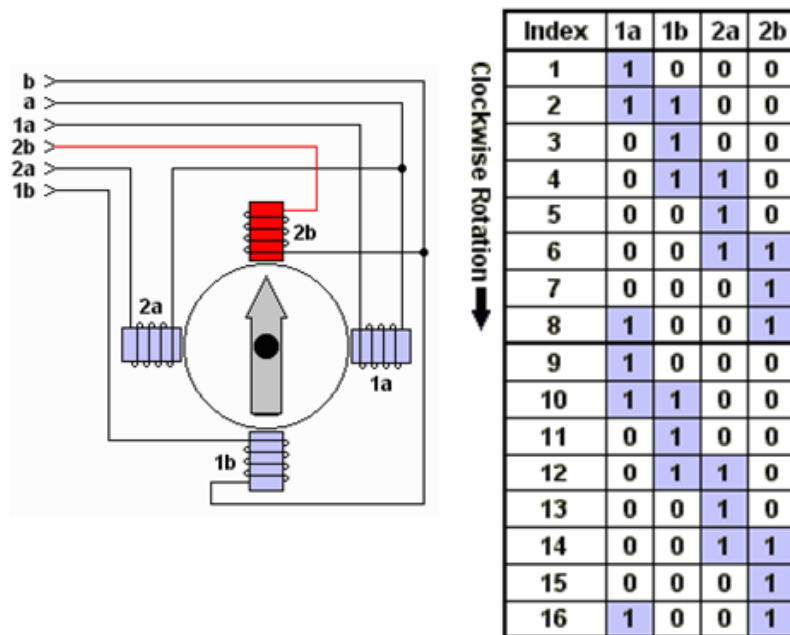 b
a
1a
2b
2a
1b
2b
2a
1a
1b
Clockwise Rotation
Index 1a 1b 2a 2b
1 1 0 0 0
2 1 1 0 0
3 0 1 0 0
4 0 1 1 0
5 0 0 1 0
6 0 0 1 1
7 0 0 0 1
8 1 0 0 1
9 1 0 0 0
10 1 1 0 0
11 0 1 0 0
12 0 1 1 0
13 0 0 1 0
14 0 0 1 1
15 0 0 0 1
16 1 0 0 1